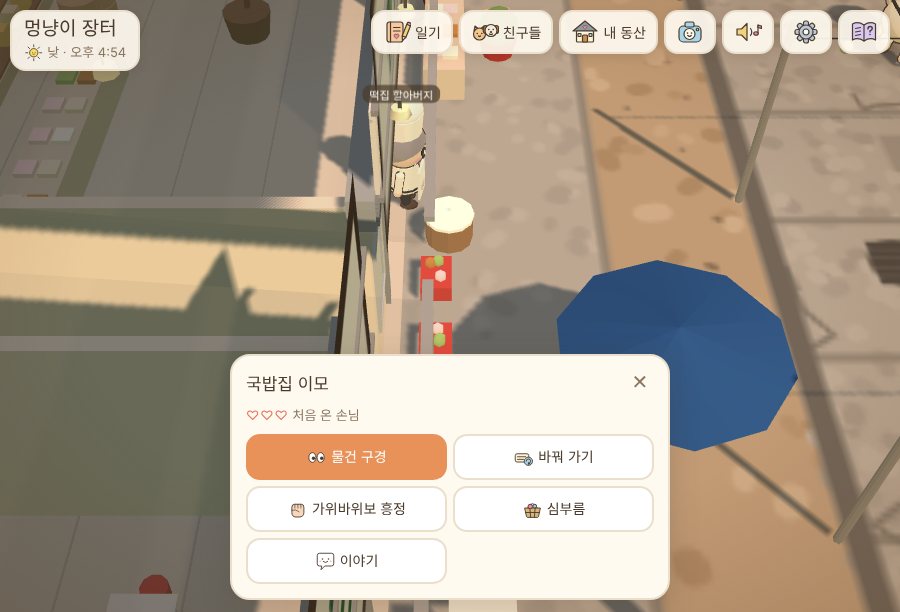 멍냥이 장터
낮 · 오후 4:54
일기
친구들
내 동산
떡집 할아버지
국밥집 이모
처음 온 손님
물건 구경
바꿔 가기
가위바위보 흥정
심부름
이야기